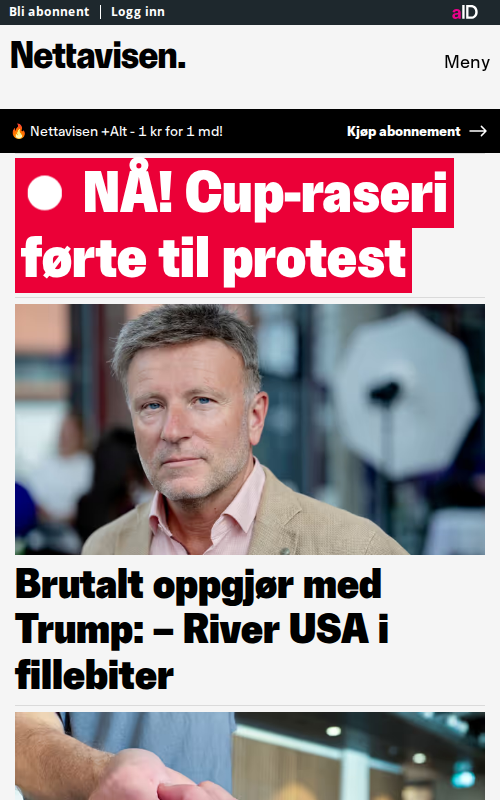 Bli abonnent | Logg inn
aID
Nettavisen.
Meny
🔥 Nettavisen +Alt - 1 kr for 1 md!
Kjøp abonnement →
NÅ! Cup-raseri
førte til protest
Brutalt oppgjør med
Trump: – River USA i
fillebiter